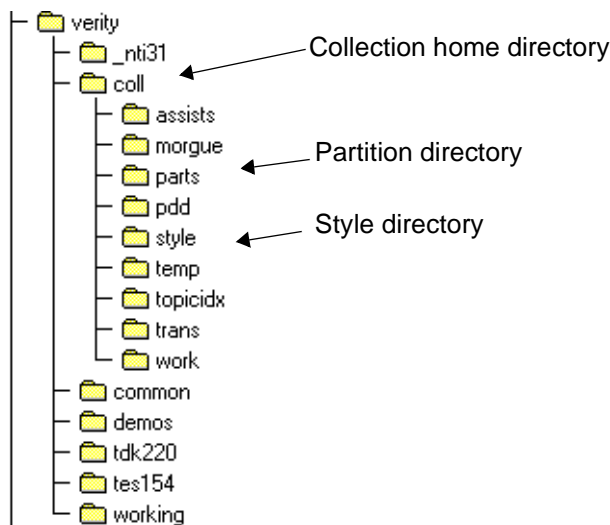 verity
_nti31
Collection home directory
coll
assists
morgue
Partition directory
parts
pdd
Style directory
style
temp
topicidx
trans
work
common
demos
tdk220
tes154
working